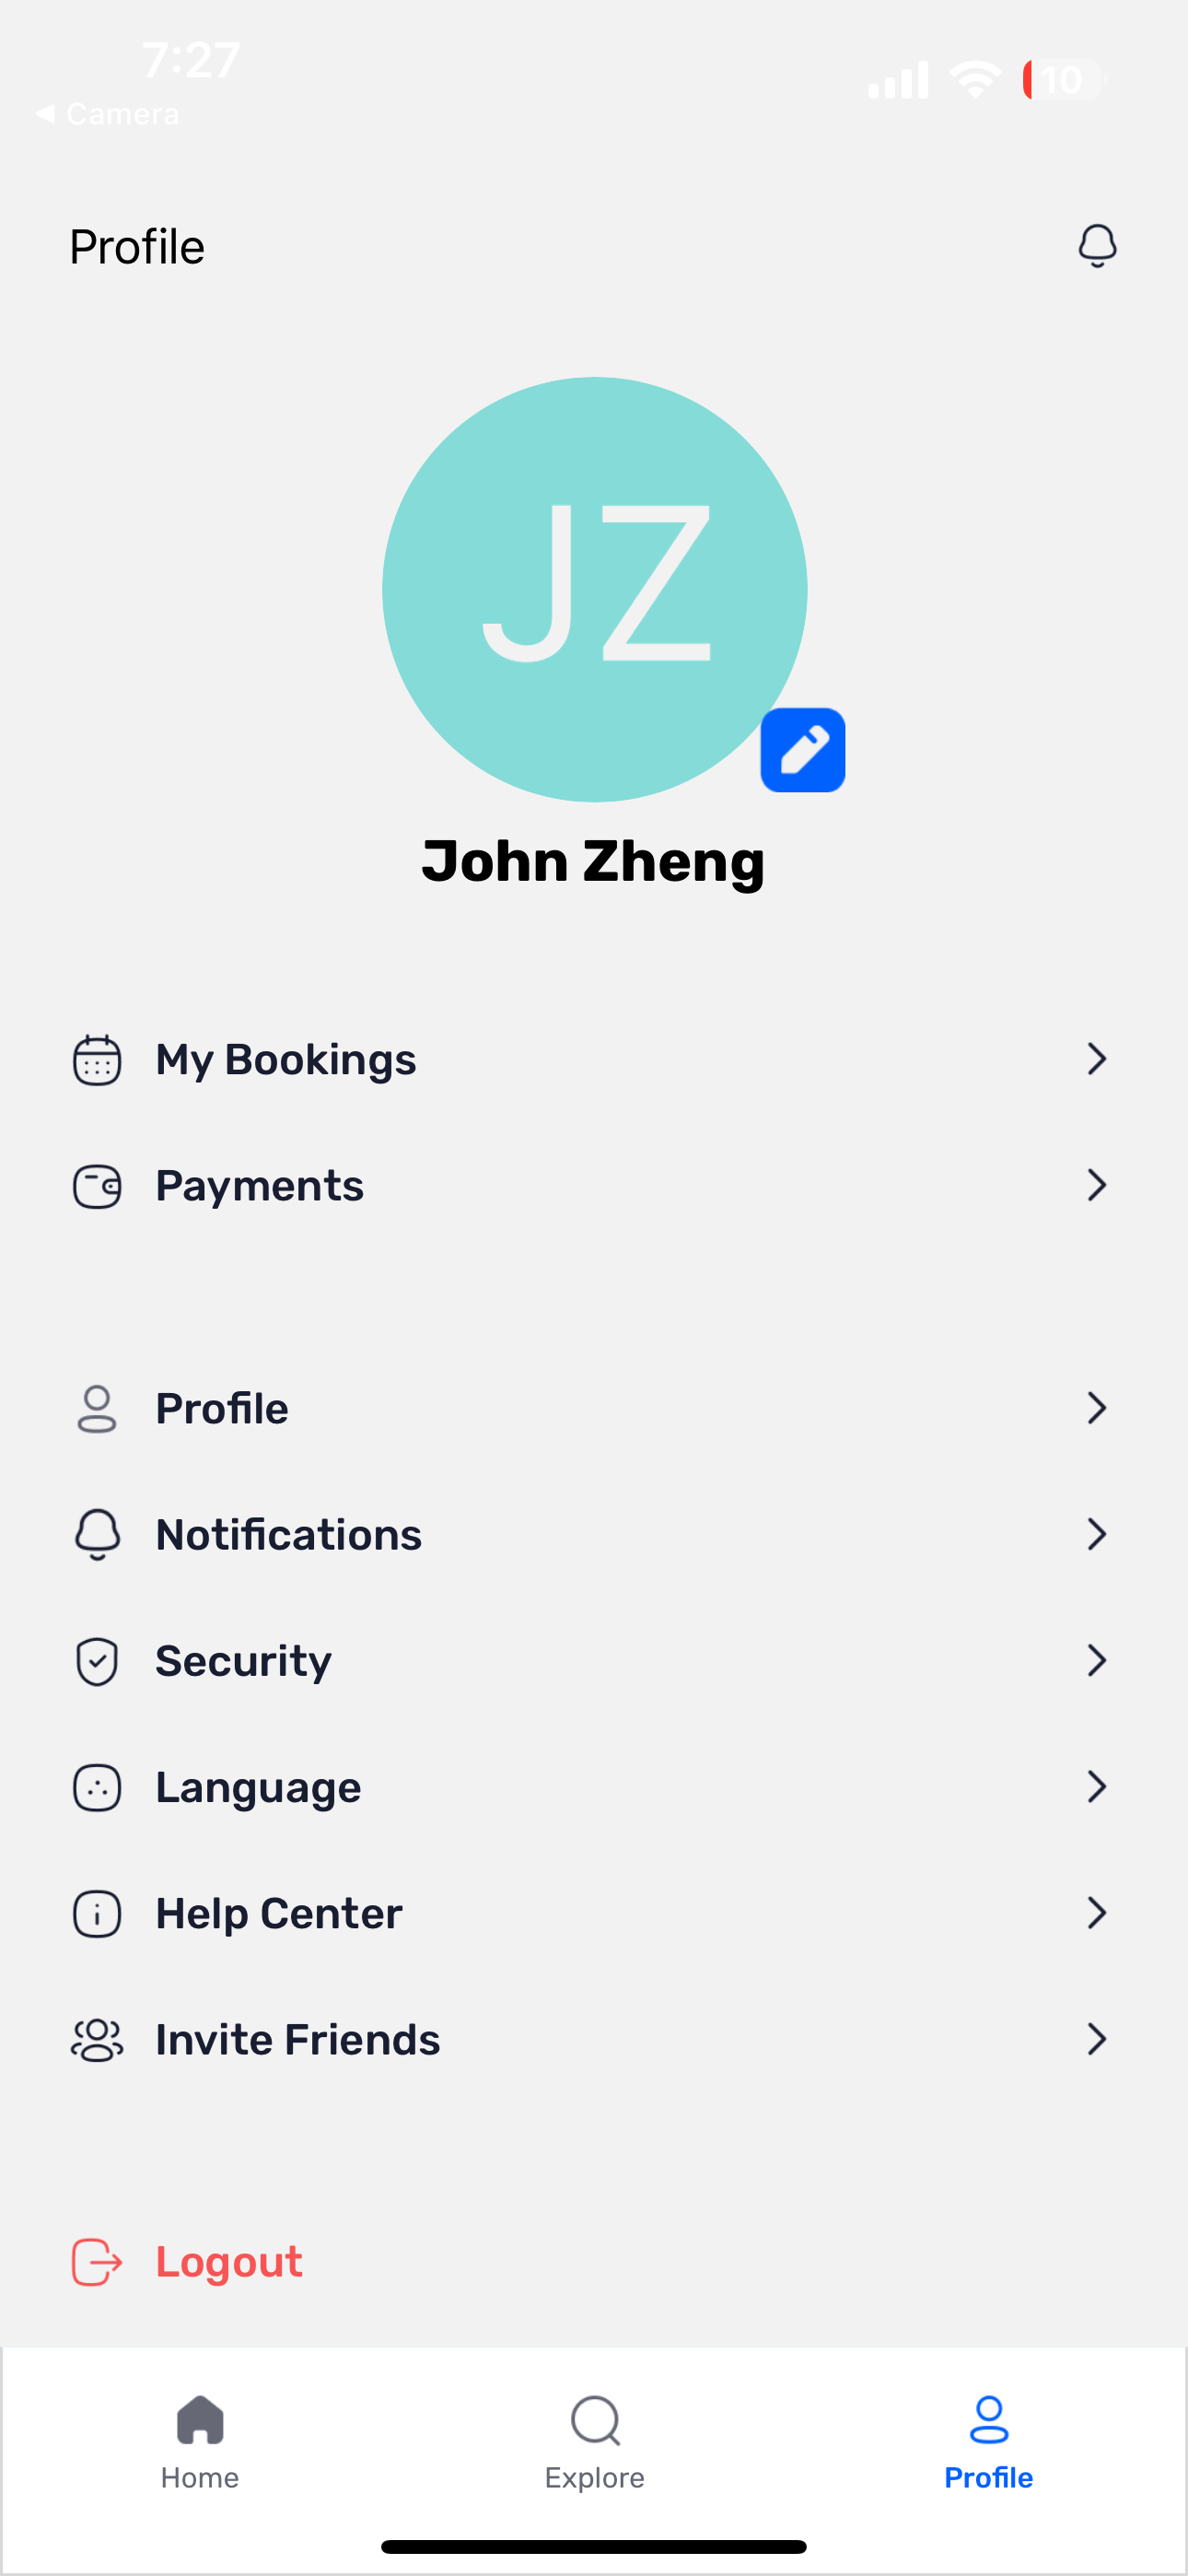 7:27
10
Camera
Profile
JZ
John Zheng
My Bookings
Payments
Profile
Notifications
Security
Language
Help Center
Invite Friends
Logout
Home
Explore
Profile